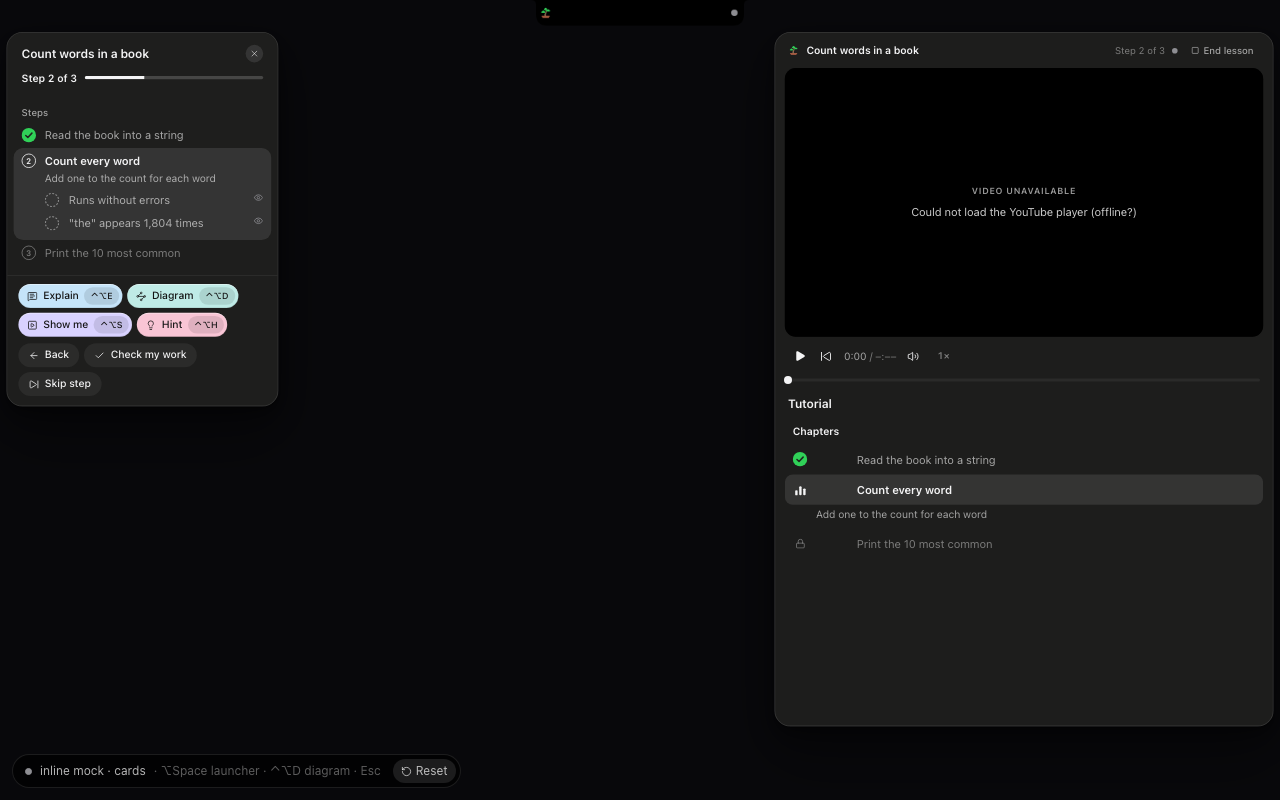 Count words in a book
Step 2 of 3
Steps
Read the book into a string
2 Count every word
Add one to the count for each word
Runs without errors
"the" appears 1,804 times
3 Print the 10 most common
Explain ⌃⌥E
Diagram ⌃⌥D
Show me ⌃⌥S
Hint ⌃⌥H
Back
Check my work
Skip step
Count words in a book
Step 2 of 3
End lesson
VIDEO UNAVAILABLE
Could not load the YouTube player (offline?)
0:00 / –:–– 1×
Tutorial
Chapters
Read the book into a string
Count every word
Add one to the count for each word
Print the 10 most common
inline mock · cards · ⌥Space launcher · ⌃⌥D diagram · Esc Reset